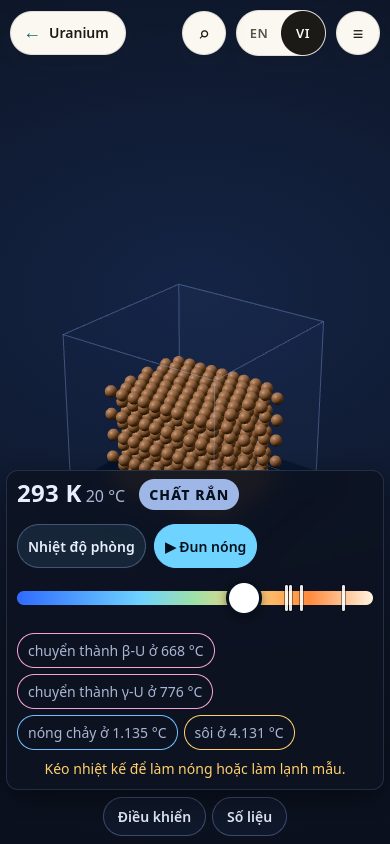 ← Uranium
⌕
EN VI
≡
293 K 20 °C CHẤT RẮN
Nhiệt độ phòng ▶ Đun nóng
chuyển thành β-U ở 668 °C
chuyển thành γ-U ở 776 °C
nóng chảy ở 1.135 °C sôi ở 4.131 °C
Kéo nhiệt kế để làm nóng hoặc làm lạnh mẫu.
Điều khiển Số liệu